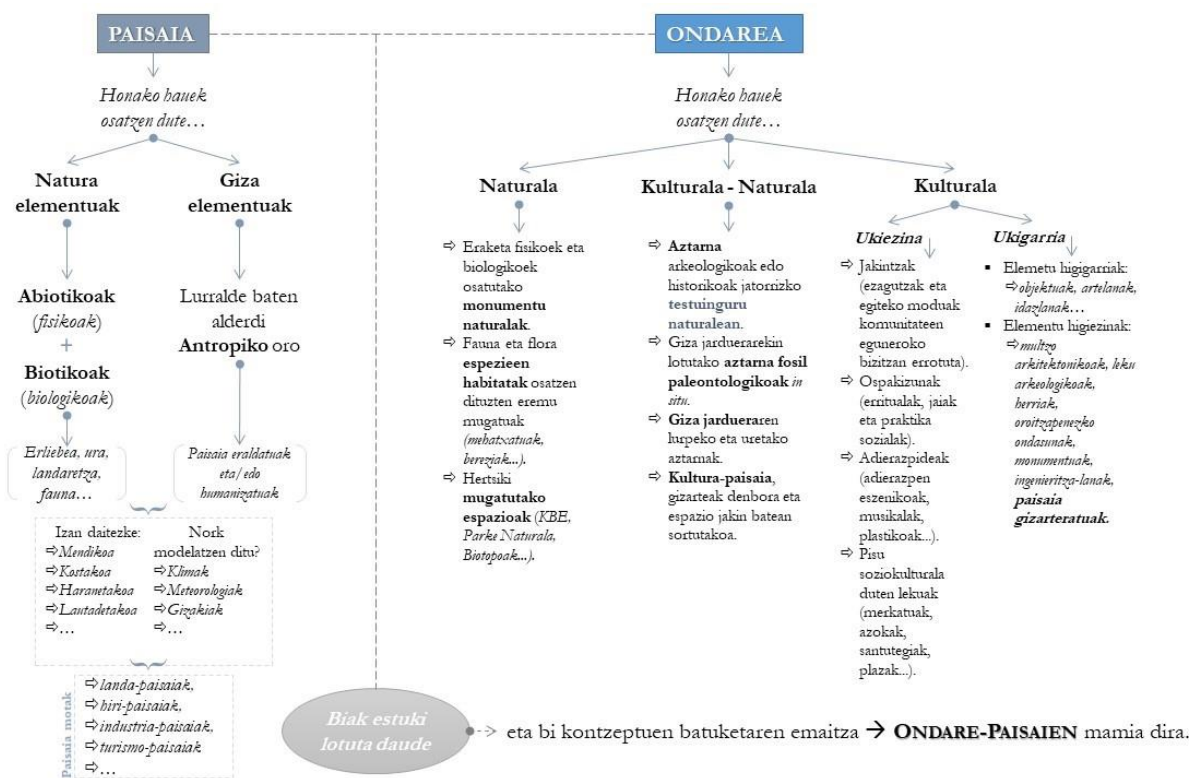 PAISAIA
Honako hauek
osatzen dute…
Natura
elementuak
Giza
elementuak
Abiotikoak
(fisikoak)
+
Biotikoak
(biologikoak)
Lurralde baten
alderdi
Antropiko oro
Erliebea, ura,
landaretza,
fauna…
Paisaia eraldatuak
eta/edo
humanizatuak
Izan daitezke:
⇨Mendikoa
⇨Kostakoa
⇨Haranetakoa
⇨Lautadetakoa
⇨…
Nork
modelatzen ditu?
⇨Klimak
⇨Meteorologiak
⇨Gizakiak
⇨…
Paisaia motak
⇨landa-paisaiak,
⇨hiri-paisaiak,
⇨industria-paisaiak,
⇨turismo-paisaiak
⇨…
ONDAREA
Honako hauek
osatzen dute…
Naturala
⇨ Eraketa fisikoek eta
biologikoek
osatutako
monumentu
naturalak.
⇨ Fauna eta flora
espezieen
habitatak osatzen
dituzten eremu
mugatuak
(mehatxatuak,
bereziak...).
⇨ Hertsiki
mugatutako
espazioak (KBE,
Parke Naturala,
Biotopoak...).
Kulturala - Naturala
⇨ Aztarna
arkeologikoak edo
historikoak jatorrizko
testuinguru
naturalean.
⇨ Giza jarduerarekin
lotutako aztarna fosil
paleontologikoak in
situ.
⇨ Giza jardueraren
lurpeko eta uretako
aztarnak.
⇨ Kultura-paisaia,
gizarteak denbora eta
espazio jakin batean
sortutakoa.
Kulturala
Ukiezina
⇨ Jakintzak
(ezagutzak eta
egiteko moduak
komunitateen
eguneroko
bizitzan errotuta).
⇨ Ospakizunak
(erritualak, jaiak
eta praktika
sozialak).
⇨ Adierazpideak
(adierazpen
eszenikoak,
musikalak,
plastikoak...).
⇨ Pisu
soziokulturala
duten lekuak
(merkatuak,
azokak,
santutegiak,
plazak...).
Ukigarria
▪ Elemetu higigarriak:
⇨objektuak, artelanak,
idazlanak…
▪ Elementu higiezinak:
⇨multzo
arkitektonikoak, leku
arkeologikoak,
herriak,
oroitzapenezko
ondasunak,
monumentuak,
ingenieritza-lanak,
paisaia
gizarteratuak.
Biak estuki
lotuta daude
eta bi kontzeptuen batuketaren emaitza → ONDARE-PAISAIEN mamia dira.